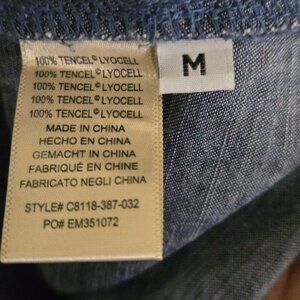 100% TENCEL® LYOCELL
100% TENCEL® LYOCELL
100% TENCEL® LYOCELL
100% TENCEL® LYOCELL
100% TENCEL® LYOCELL
MADE IN CHINA
HECHO EN CHINA
GEMACHT IN CHINA
FABRIQUÉ EN CHINE
FABRICATO NEGLI CHINA
STYLE# C8118-387-032
PO# EM351072
M